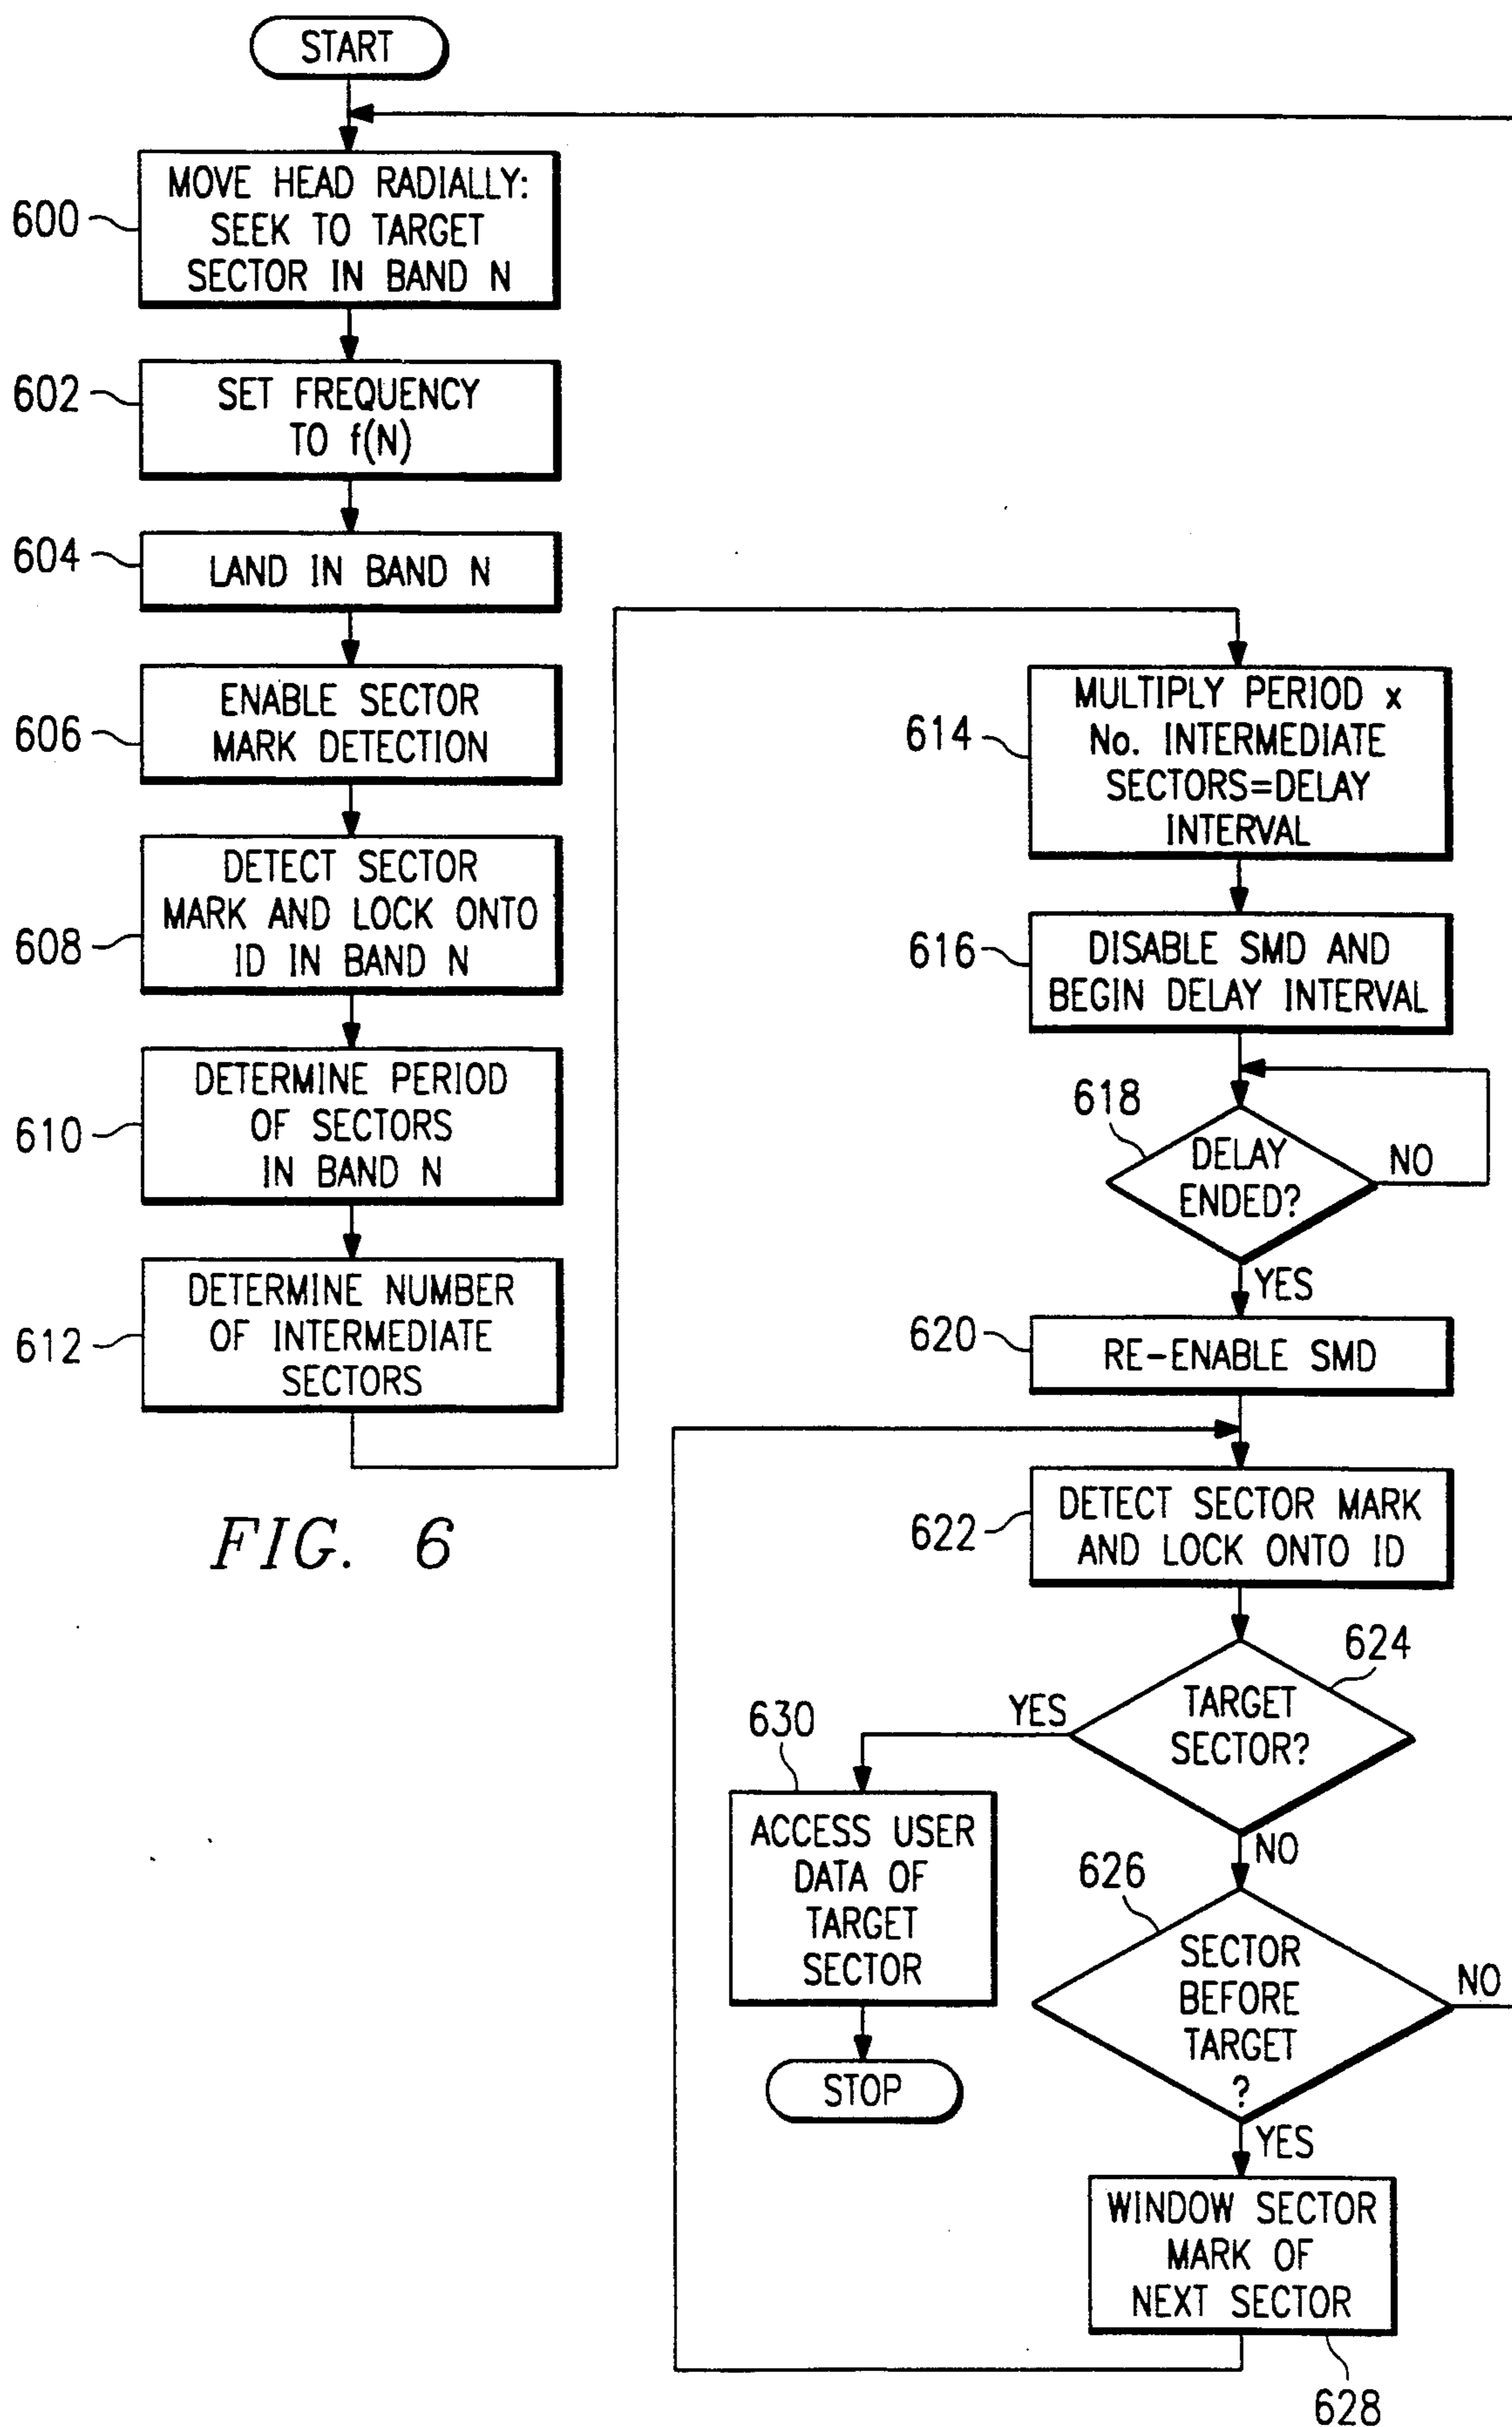 START
600
MOVE HEAD RADIALLY:
SEEK TO TARGET
SECTOR IN BAND N
602
SET FREQUENCY
TO f(N)
604
LAND IN BAND N
606
ENABLE SECTOR
MARK DETECTION
608
DETECT SECTOR
MARK AND LOCK ONTO
ID IN BAND N
610
DETERMINE PERIOD
OF SECTORS
IN BAND N
612
DETERMINE NUMBER
OF INTERMEDIATE
SECTORS
FIG. 6
614
MULTIPLY PERIOD x
No. INTERMEDIATE
SECTORS=DELAY
INTERVAL
616
DISABLE SMD AND
BEGIN DELAY INTERVAL
618
DELAY
ENDED?
NO
YES
620
RE-ENABLE SMD
622
DETECT SECTOR MARK
AND LOCK ONTO ID
624
TARGET
SECTOR?
YES
NO
630
ACCESS USER
DATA OF
TARGET
SECTOR
STOP
626
SECTOR
BEFORE
TARGET
?
NO
YES
WINDOW SECTOR
MARK OF
NEXT SECTOR
628